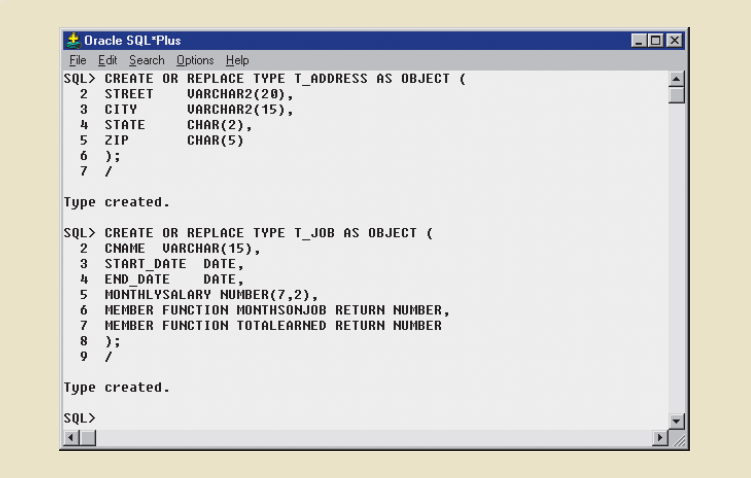 Oracle SQL*Plus
File Edit Search Options Help
SQL> CREATE OR REPLACE TYPE T_ADDRESS AS OBJECT (
2 STREET VARCHAR2(20),
3 CITY VARCHAR2(15),
4 STATE CHAR(2),
5 ZIP CHAR(5)
6 );
7 /
Type created.
SQL> CREATE OR REPLACE TYPE T_JOB AS OBJECT (
2 CNAME VARCHAR(15),
3 START_DATE DATE,
4 END_DATE DATE,
5 MONTHLYSALARY NUMBER(7,2),
6 MEMBER FUNCTION MONTHSONJOB RETURN NUMBER,
7 MEMBER FUNCTION TOTALEARNED RETURN NUMBER
8 );
9 /
Type created.
SQL>